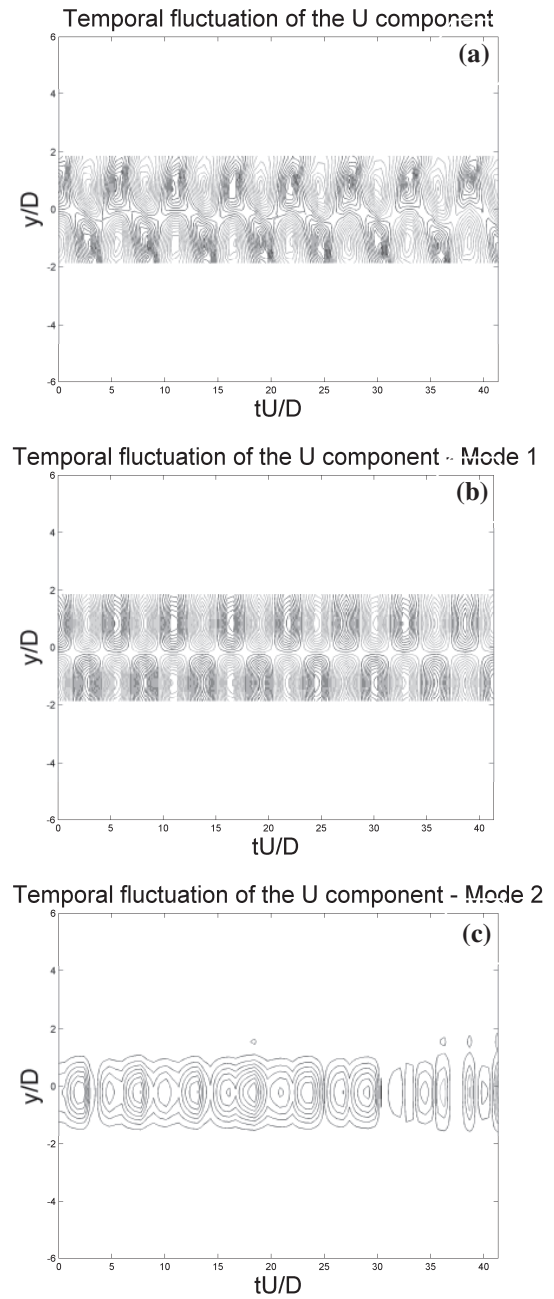 Temporal fluctuation of the U component
(a)
6
4
2
0
-2
-4
-6
y/D
0 5 10 15 20 25 30 35 40
tU/D
Temporal fluctuation of the U component - Mode 1
(b)
6
4
2
0
-2
-4
-6
y/D
0 5 10 15 20 25 30 35 40
tU/D
Temporal fluctuation of the U component - Mode 2
(c)
6
4
2
0
-2
-4
-6
y/D
0 5 10 15 20 25 30 35 40
tU/D